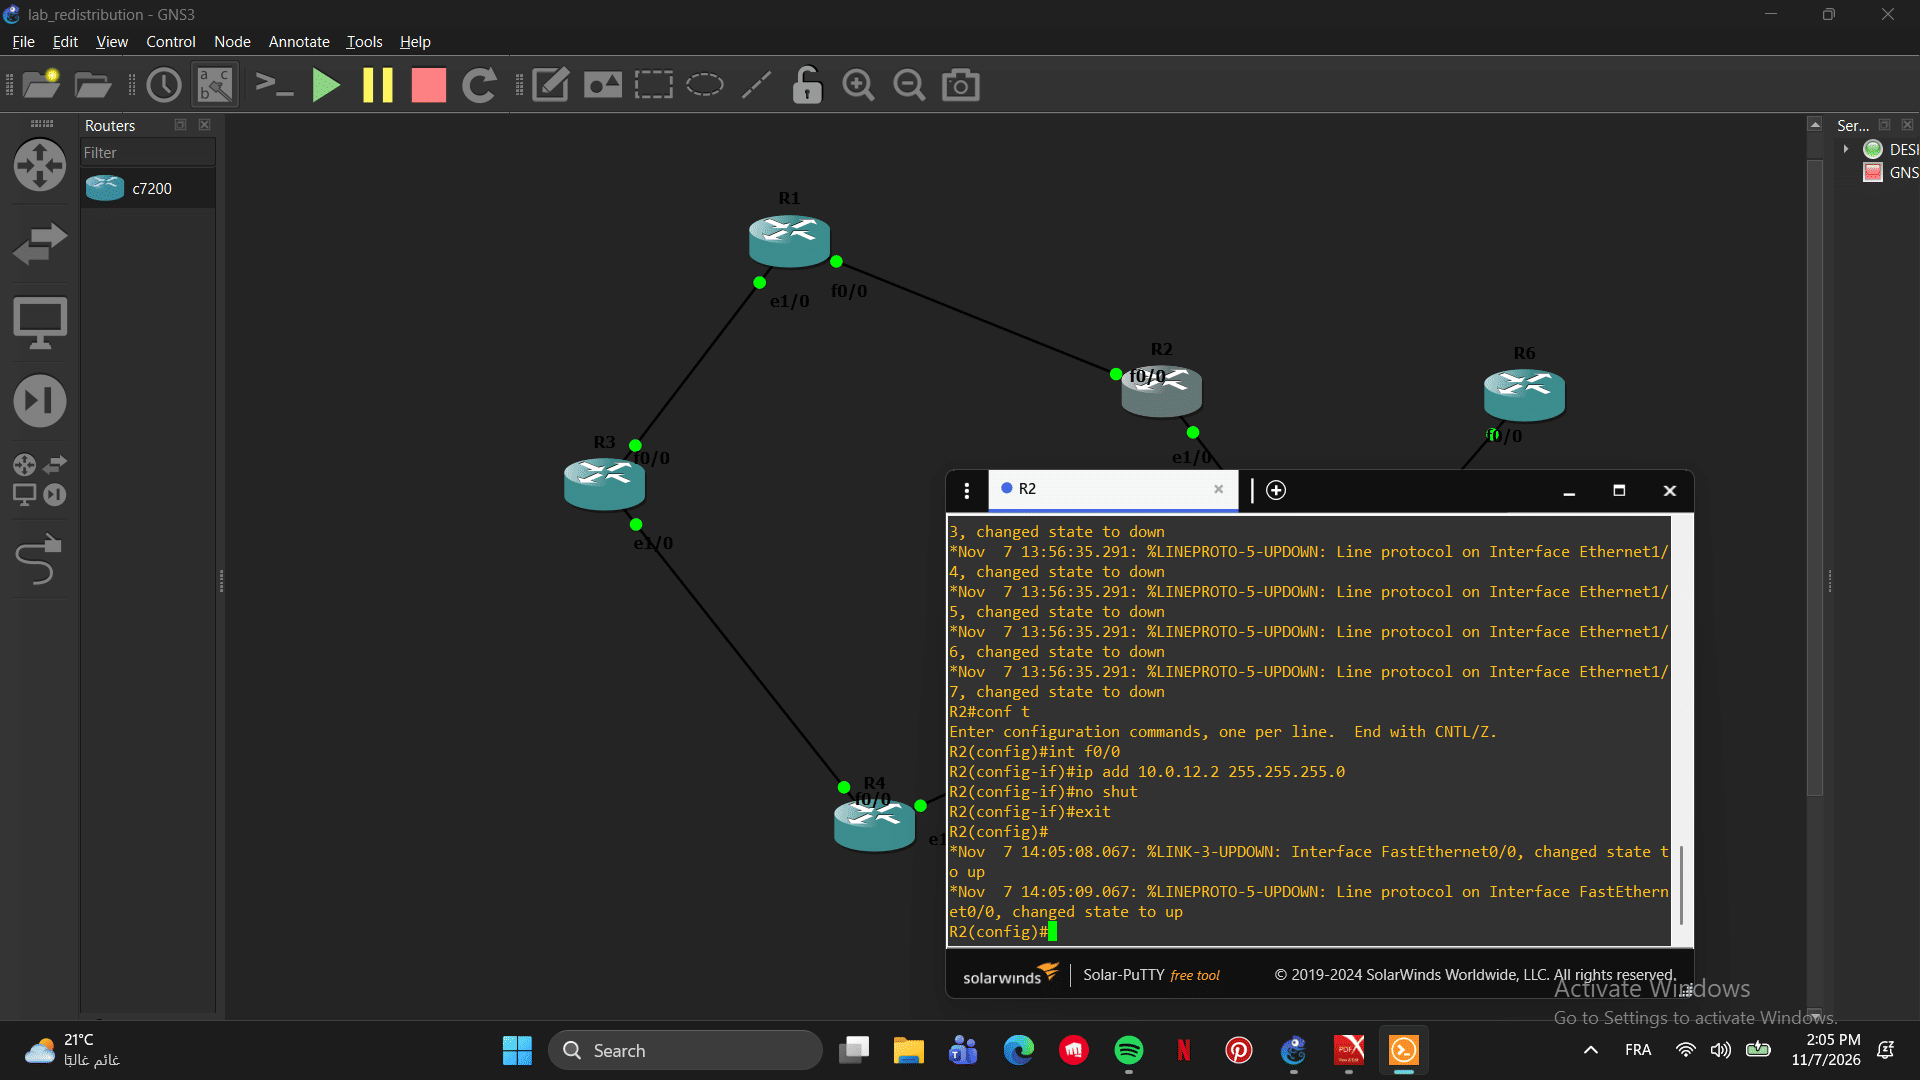 lab_redistribution - GNS3
File Edit View Control Node Annotate Tools Help
Routers
Filter
c7200
Ser...
DESH
GNS
R1
e1/0
f0/0
R2
f0/0
e1/0
R6
f0/0
R3
f0/0
e1/0
R4
f0/0
R2
3, changed state to down
*Nov  7 13:56:35.291: %LINEPROTO-5-UPDOWN: Line protocol on Interface Ethernet1/
4, changed state to down
*Nov  7 13:56:35.291: %LINEPROTO-5-UPDOWN: Line protocol on Interface Ethernet1/
5, changed state to down
*Nov  7 13:56:35.291: %LINEPROTO-5-UPDOWN: Line protocol on Interface Ethernet1/
6, changed state to down
*Nov  7 13:56:35.291: %LINEPROTO-5-UPDOWN: Line protocol on Interface Ethernet1/
7, changed state to down
R2#conf t
Enter configuration commands, one per line.  End with CNTL/Z.
R2(config)#int f0/0
R2(config-if)#ip add 10.0.12.2 255.255.255.0
R2(config-if)#no shut
R2(config-if)#exit
R2(config)#
*Nov  7 14:05:08.067: %LINK-3-UPDOWN: Interface FastEthernet0/0, changed state t
o up
*Nov  7 14:05:09.067: %LINEPROTO-5-UPDOWN: Line protocol on Interface FastEthern
et0/0, changed state to up
R2(config)#
solarwinds Solar-PuTTY free tool © 2019-2024 SolarWinds Worldwide, LLC. All rights reserved.
Activate Windows
Go to Settings to activate Windows.
21°C
غائم غالبًا
Search
FRA
2:05 PM
11/7/2026